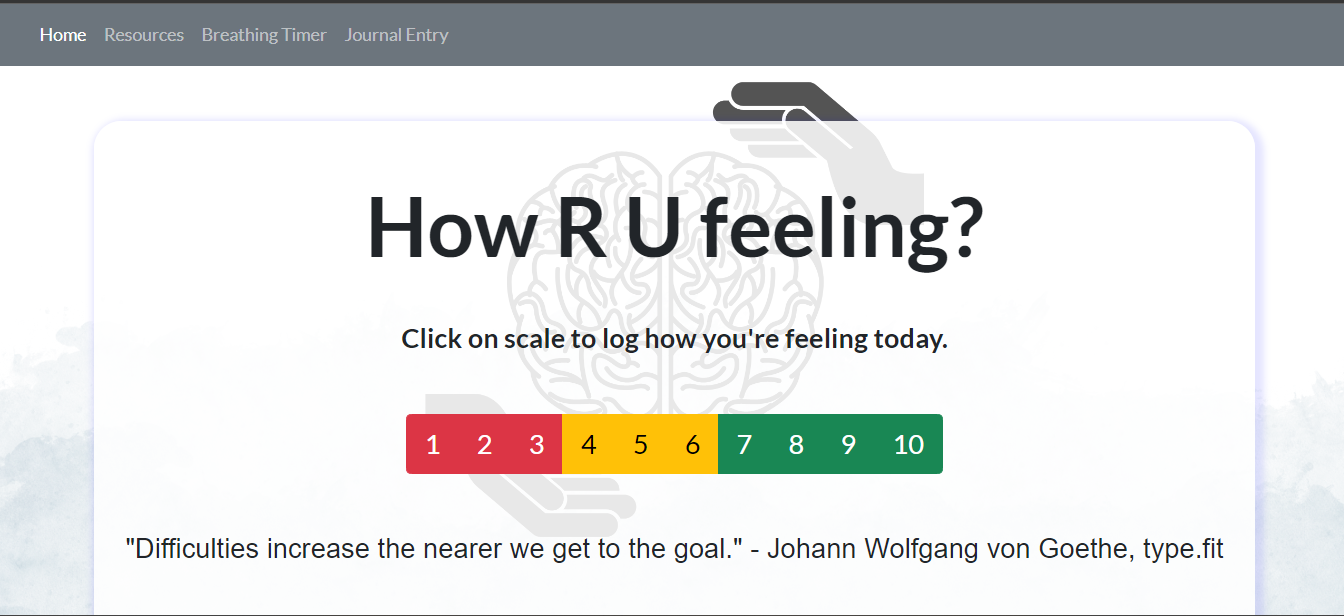 Home Resources Breathing Timer Journal Entry
How R U feeling?
Click on scale to log how you're feeling today.
1 2 3 4 5 6 7 8 9 10
"Difficulties increase the nearer we get to the goal." - Johann Wolfgang von Goethe, type.fit